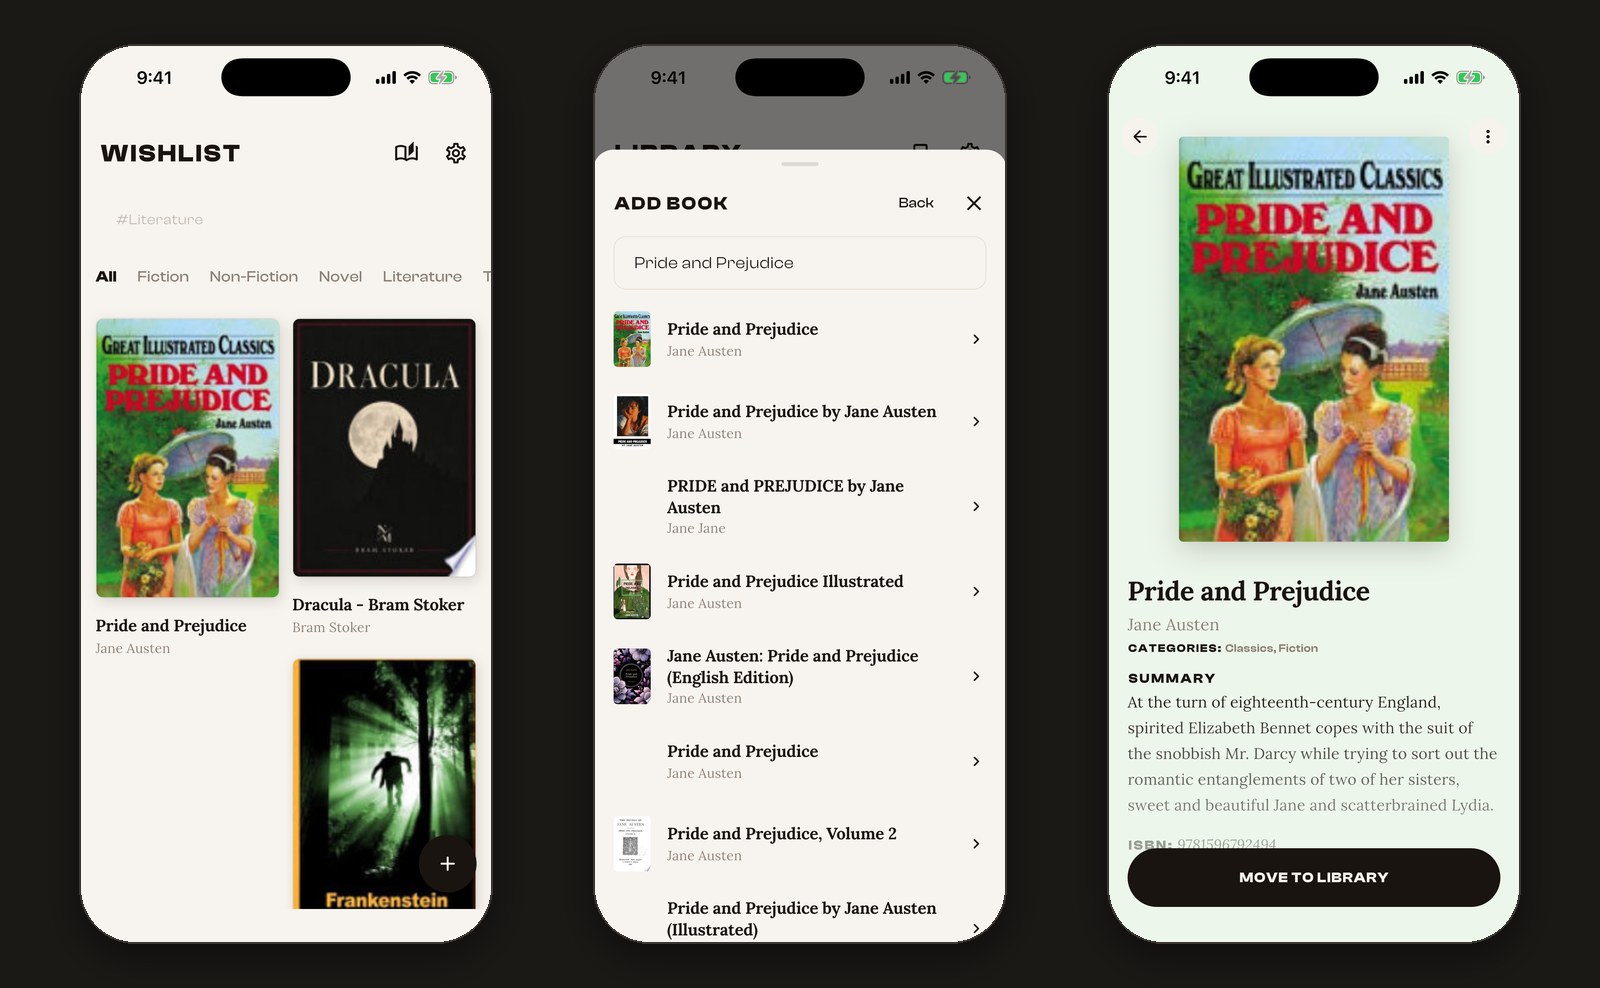 9:41
WISHLIST
#Literature
All Fiction Non-Fiction Novel Literature T
GREAT ILLUSTRATED CLASSICS
PRIDE AND
PREJUDICE
Jane Austen
Pride and Prejudice
Jane Austen
DRACULA
BRAM STOKER
Dracula - Bram Stoker
Bram Stoker
Frankenstein
9:41
LIBRARY
ADD BOOK Back
Pride and Prejudice
PRIDE AND
PREJUDICE
Pride and Prejudice
Jane Austen
Pride and Prejudice by Jane Austen
Jane Austen
PRIDE and PREJUDICE by Jane
Austen
Jane Jane
Pride and Prejudice Illustrated
Jane Austen
Jane Austen: Pride and Prejudice
(English Edition)
Jane Austen
Pride and Prejudice
Jane Austen
Pride and Prejudice, Volume 2
Jane Austen
Pride and Prejudice by Jane Austen
(Illustrated)
9:41
GREAT ILLUSTRATED CLASSICS
PRIDE AND
PREJUDICE
Jane Austen
Pride and Prejudice
Jane Austen
CATEGORIES: Classics, Fiction
SUMMARY
At the turn of eighteenth-century England,
spirited Elizabeth Bennet copes with the suit of
the snobbish Mr. Darcy while trying to sort out the
romantic entanglements of two of her sisters,
sweet and beautiful Jane and scatterbrained Lydia.
ISBN: 9781596792494
MOVE TO LIBRARY